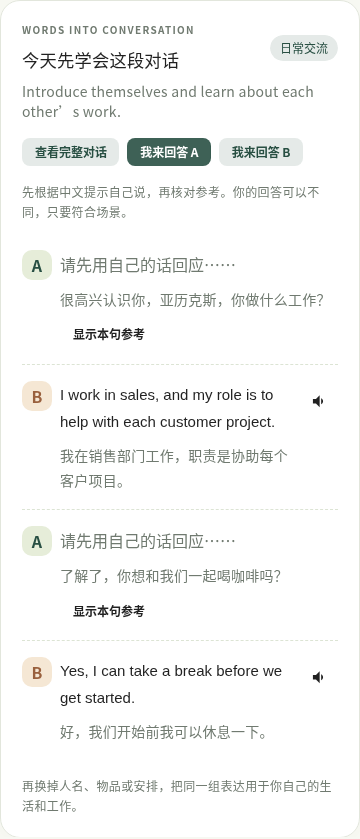 WORDS INTO CONVERSATION
今天先学会这段对话
日常交流
Introduce themselves and learn about each
other’s work.
查看完整对话
我来回答 A
我来回答 B
先根据中文提示自己说，再核对参考。你的回答可以不
同，只要符合场景。
A
请先用自己的话回应……
很高兴认识你，亚历克斯，你做什么工作？
显示本句参考
B
I work in sales, and my role is to
help with each customer project.
我在销售部门工作，职责是协助每个
客户项目。
A
请先用自己的话回应……
了解了，你想和我们一起喝咖啡吗？
显示本句参考
B
Yes, I can take a break before we
get started.
好，我们开始前我可以休息一下。
再换掉人名、物品或安排，把同一组表达用于你自己的生
活和工作。